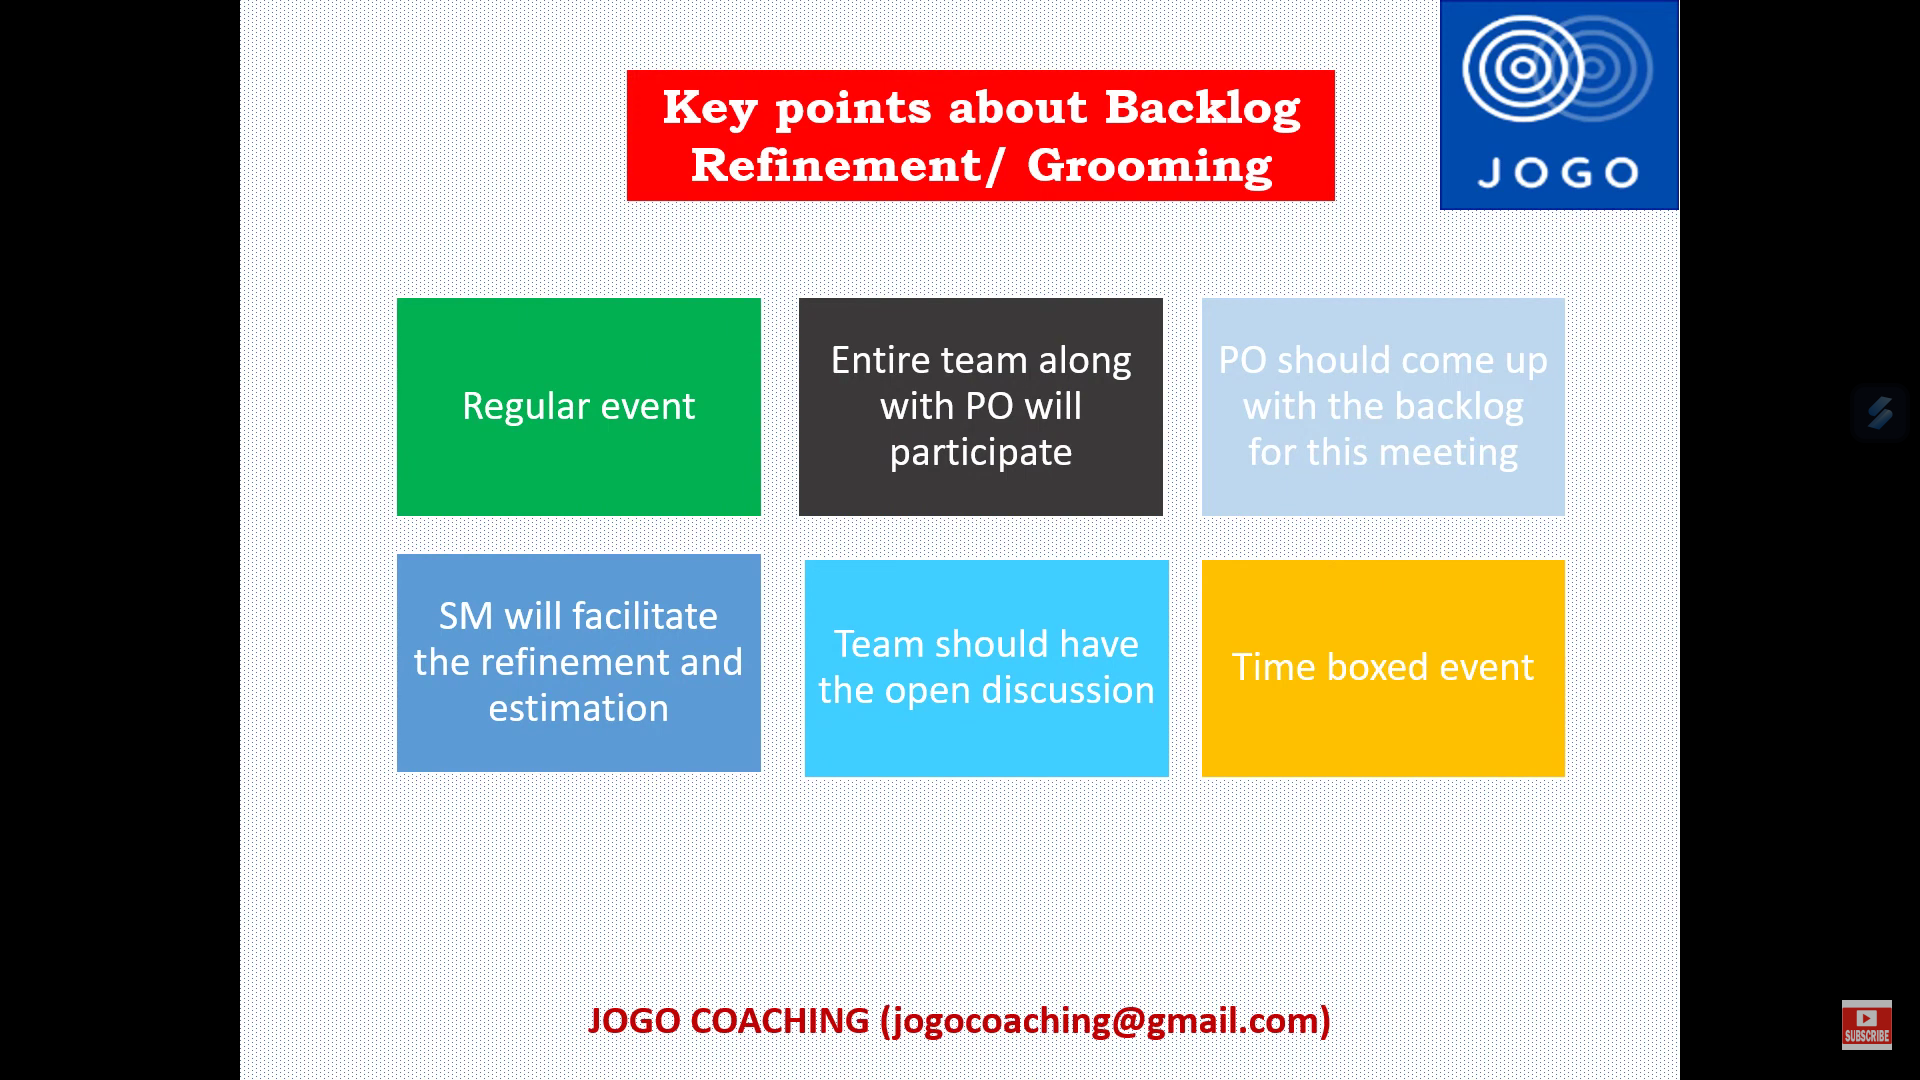 Key points about Backlog
Refinement/ Grooming
JOGO
Regular event
Entire team along
with PO will
participate
PO should come up
with the backlog
for this meeting
SM will facilitate
the refinement and
estimation
Team should have
the open discussion
Time boxed event
JOGO COACHING (jogocoaching@gmail.com)
SUBSCRIBE